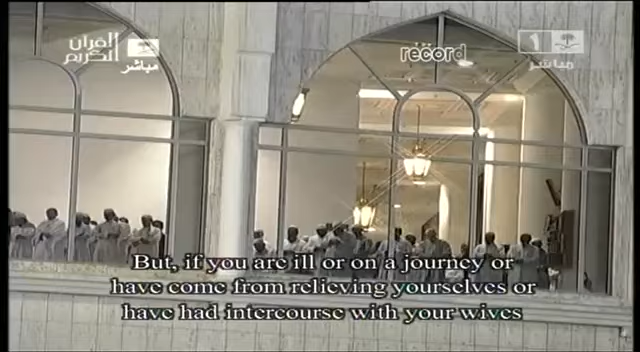 القرآن
الكريم
مباشر
record
1
مباشر
But, if you are ill or on a journey or
have come from relieving yourselves or
have had intercourse with your wives